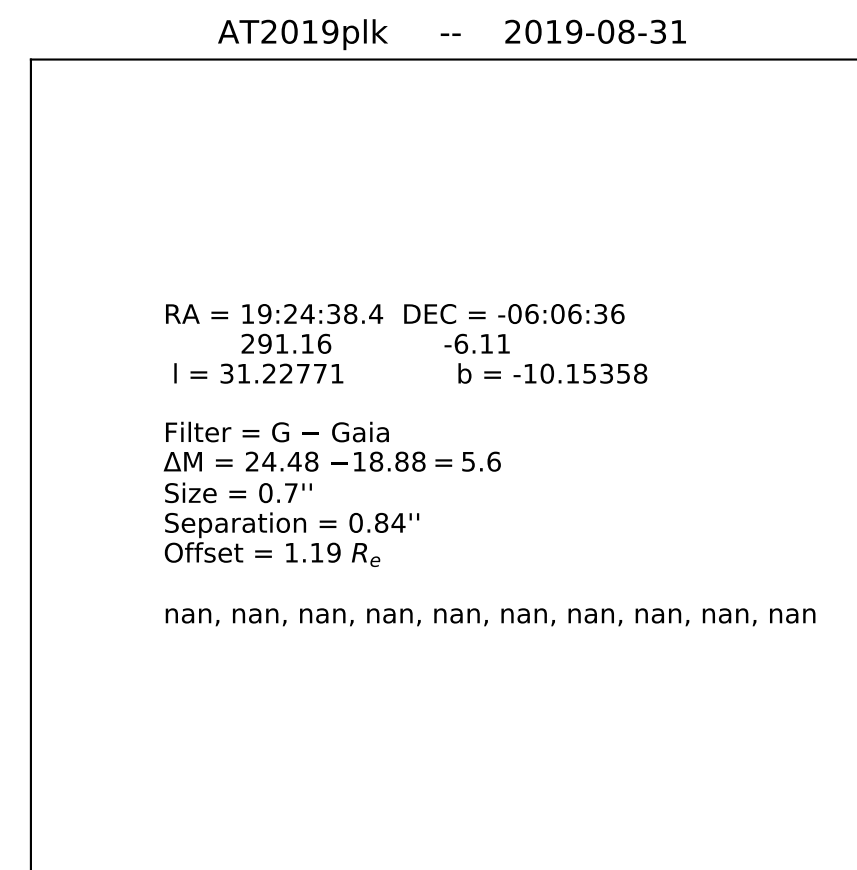 AT2019plk -- 2019-08-31
RA = 19:24:38.4 DEC = -06:06:36
291.16 -6.11
l = 31.22771 b = -10.15358
Filter = G − Gaia
ΔM = 24.48 −18.88 = 5.6
Size = 0.7''
Separation = 0.84''
Offset = 1.19 Re
nan, nan, nan, nan, nan, nan, nan, nan, nan, nan